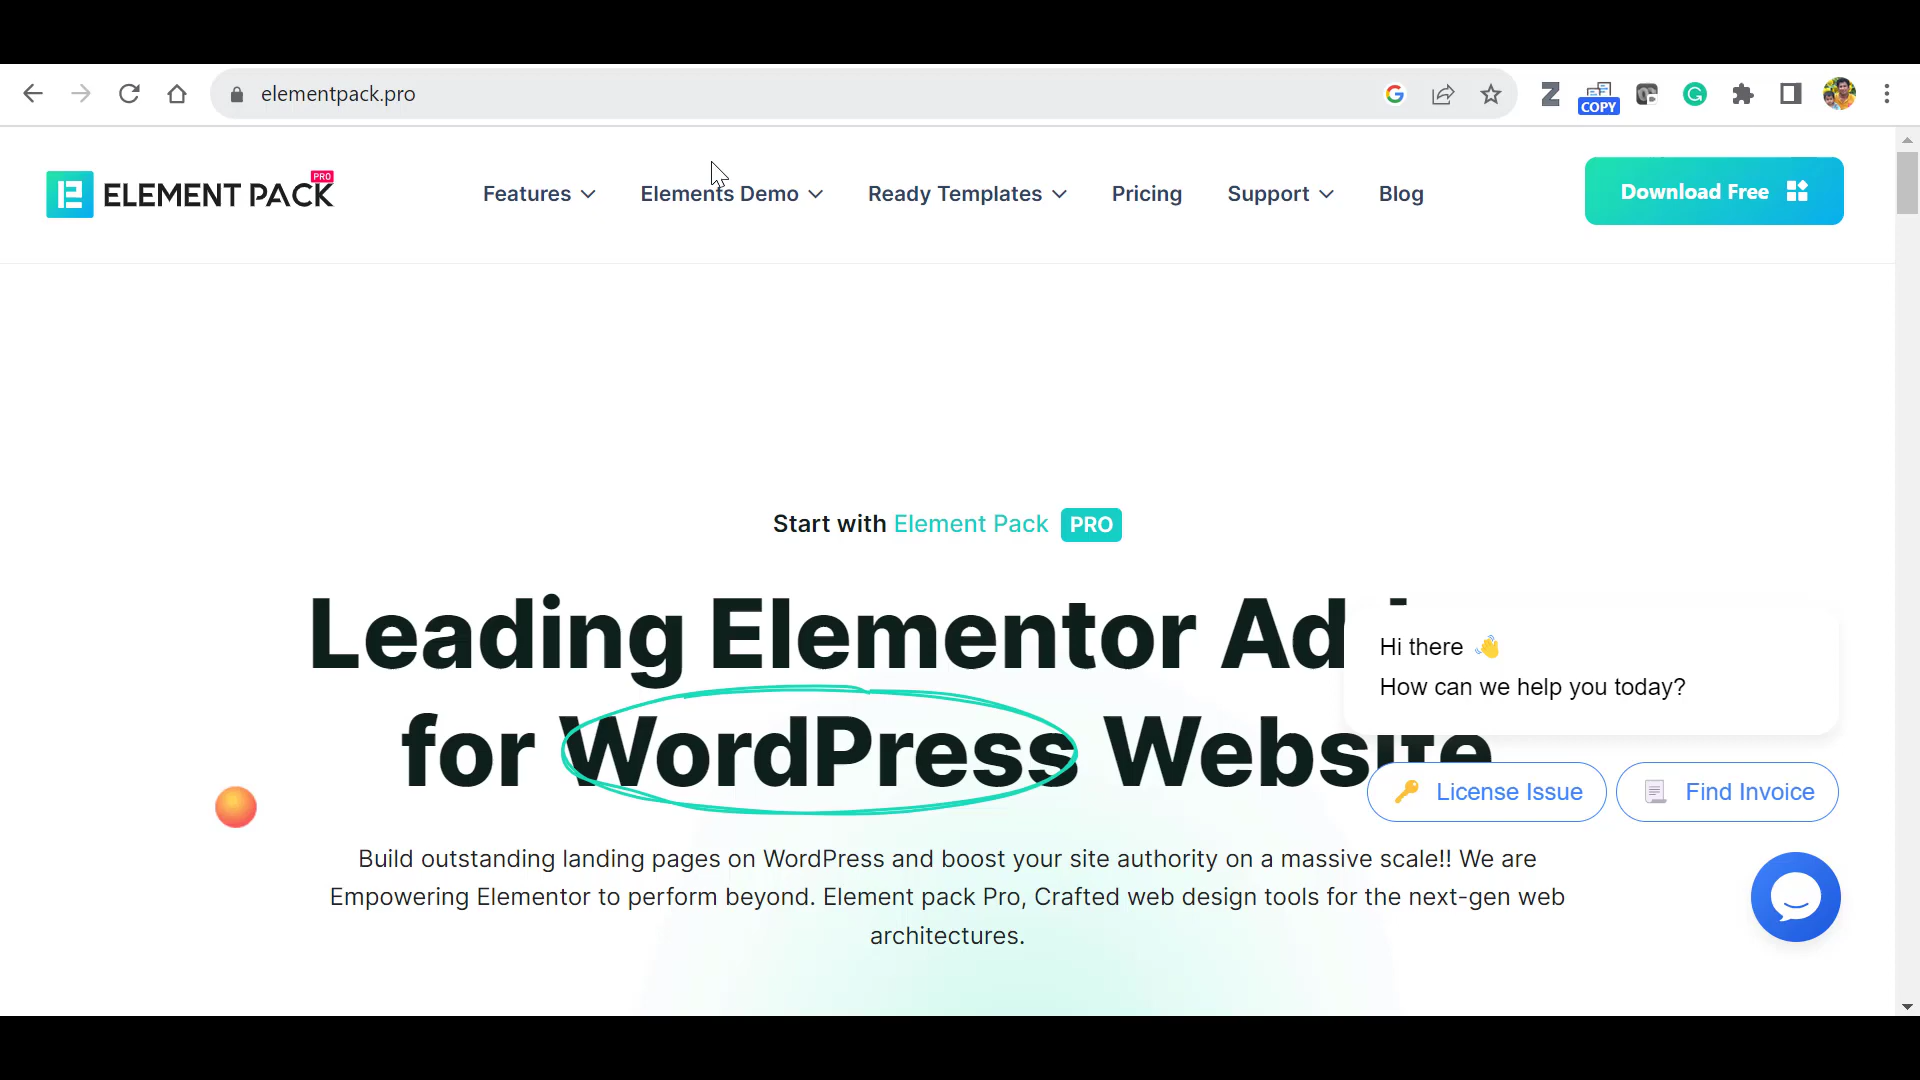 elementpack.pro
COPY
ELEMENT PACK PRO
Features
Elements Demo
Ready Templates
Pricing
Support
Blog
Download Free
Start with Element Pack PRO
Leading Elementor Ad
for WordPress Website
Hi there 👋
How can we help you today?
License Issue
Find Invoice
Build outstanding landing pages on WordPress and boost your site authority on a massive scale!! We are
Empowering Elementor to perform beyond. Element pack Pro, Crafted web design tools for the next-gen web
architectures.